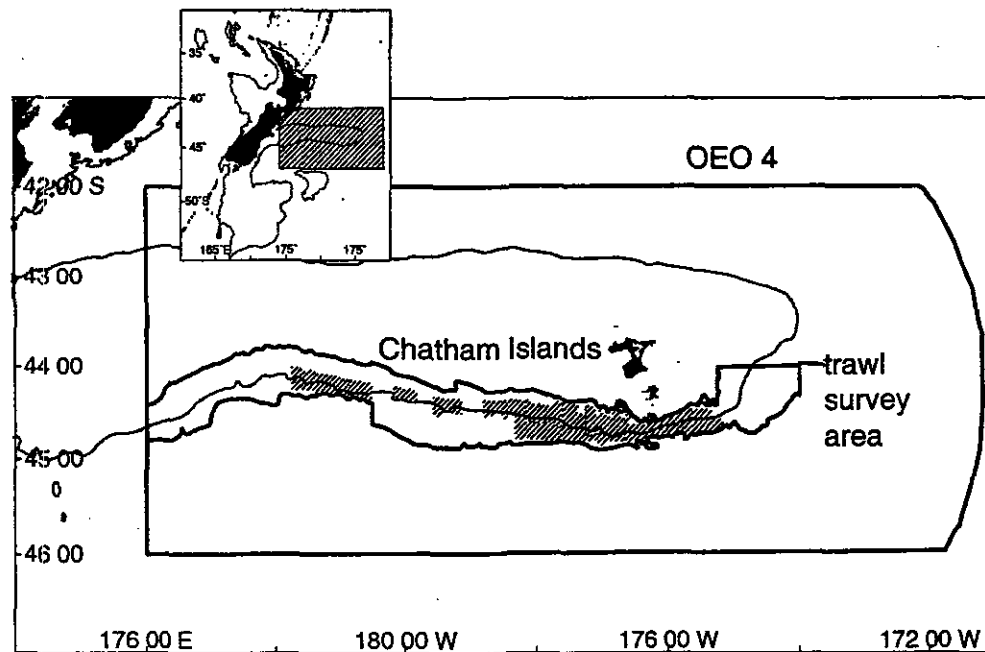 35°
40°
45°
50°S
165°E
175°
175°
OEO 4
42 00 S
43 00
Chatham Islands
44 00
trawl
survey
area
45 00
46 00
176 00 E
180 00 W
176 00 W
172 00 W